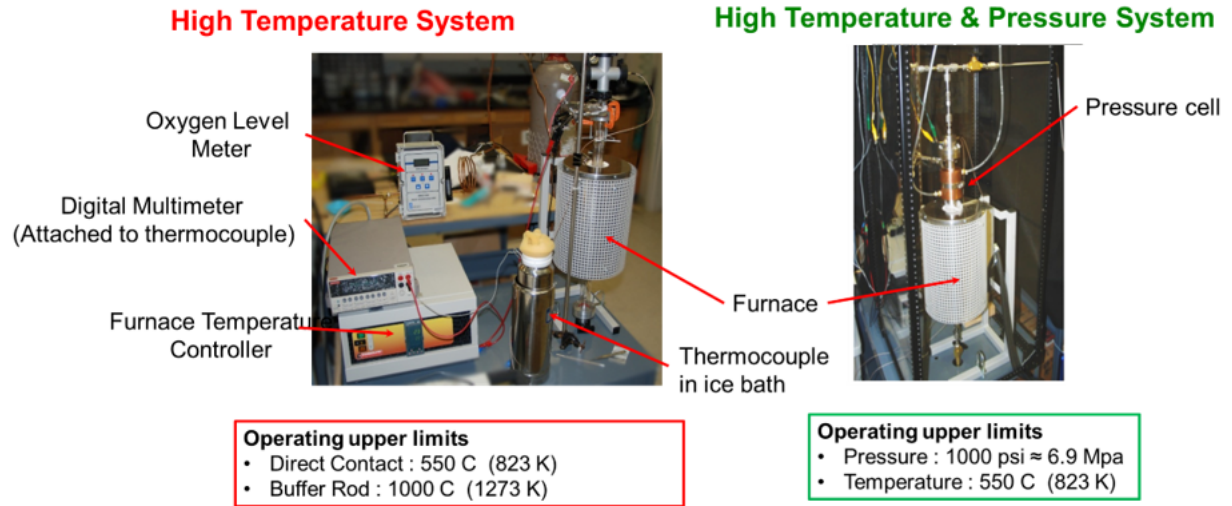 High Temperature System
High Temperature & Pressure System
Oxygen Level
Meter
Digital Multimeter
(Attached to thermocouple)
Furnace Temperature
Controller
Furnace
Thermocouple
in ice bath
Pressure cell
Operating upper limits
• Direct Contact : 550 C (823 K)
• Buffer Rod : 1000 C (1273 K)
Operating upper limits
• Pressure : 1000 psi ≈ 6.9 Mpa
• Temperature : 550 C (823 K)